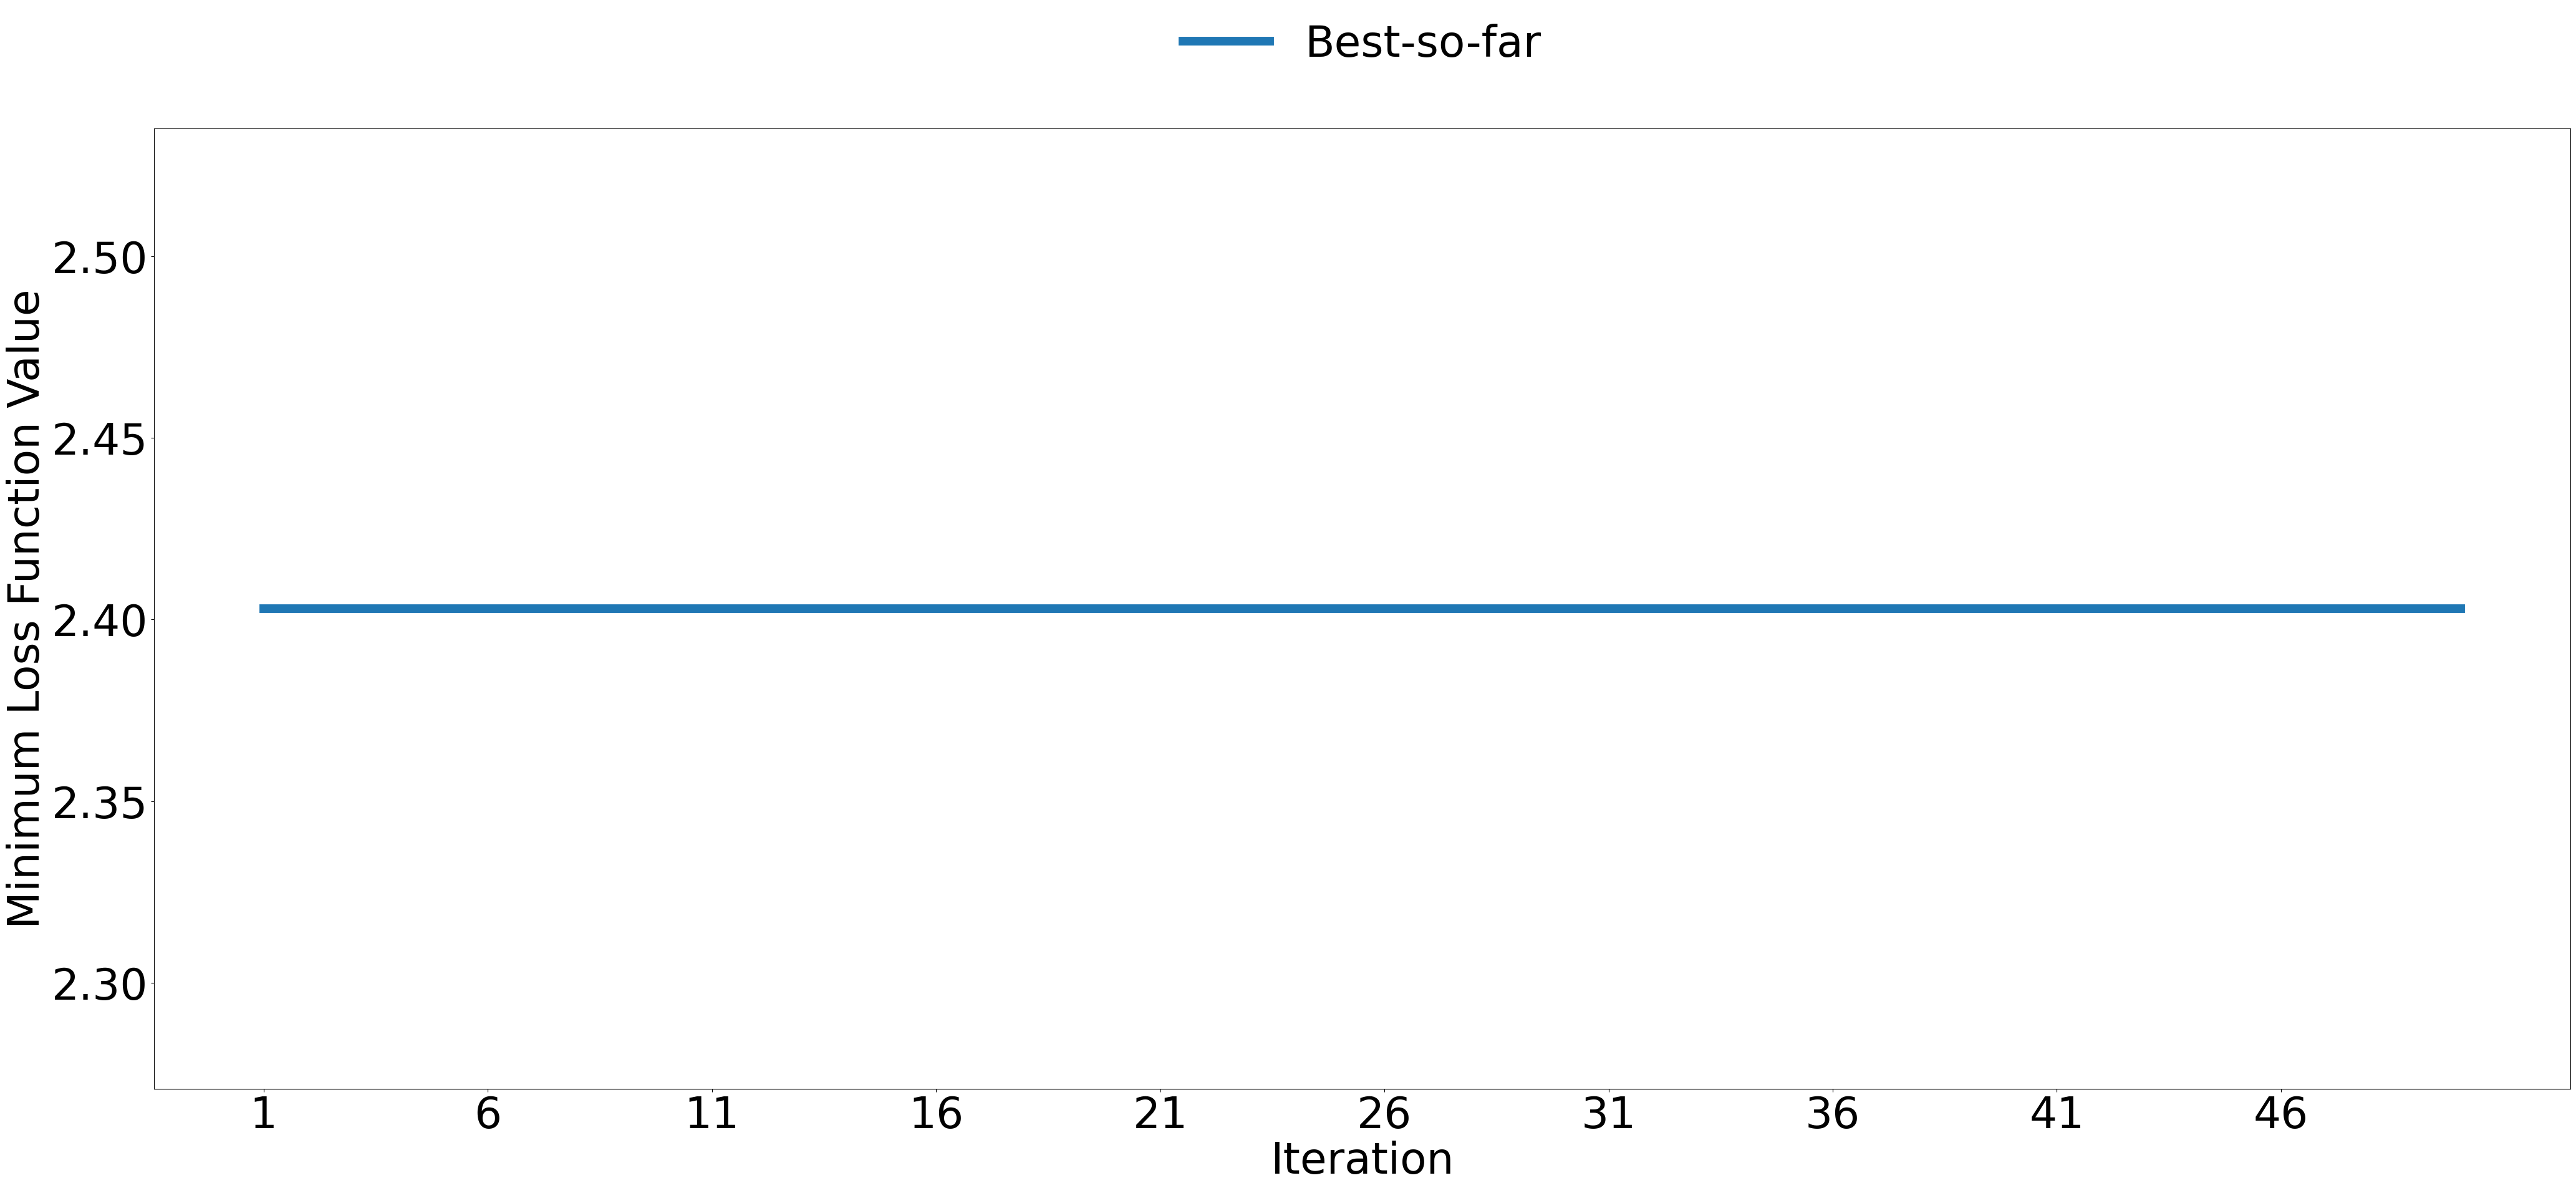 Best-so-far
Minimum Loss Function Value
2.50
2.45
2.40
2.35
2.30
1 6 11 16 21 26 31 36 41 46
Iteration